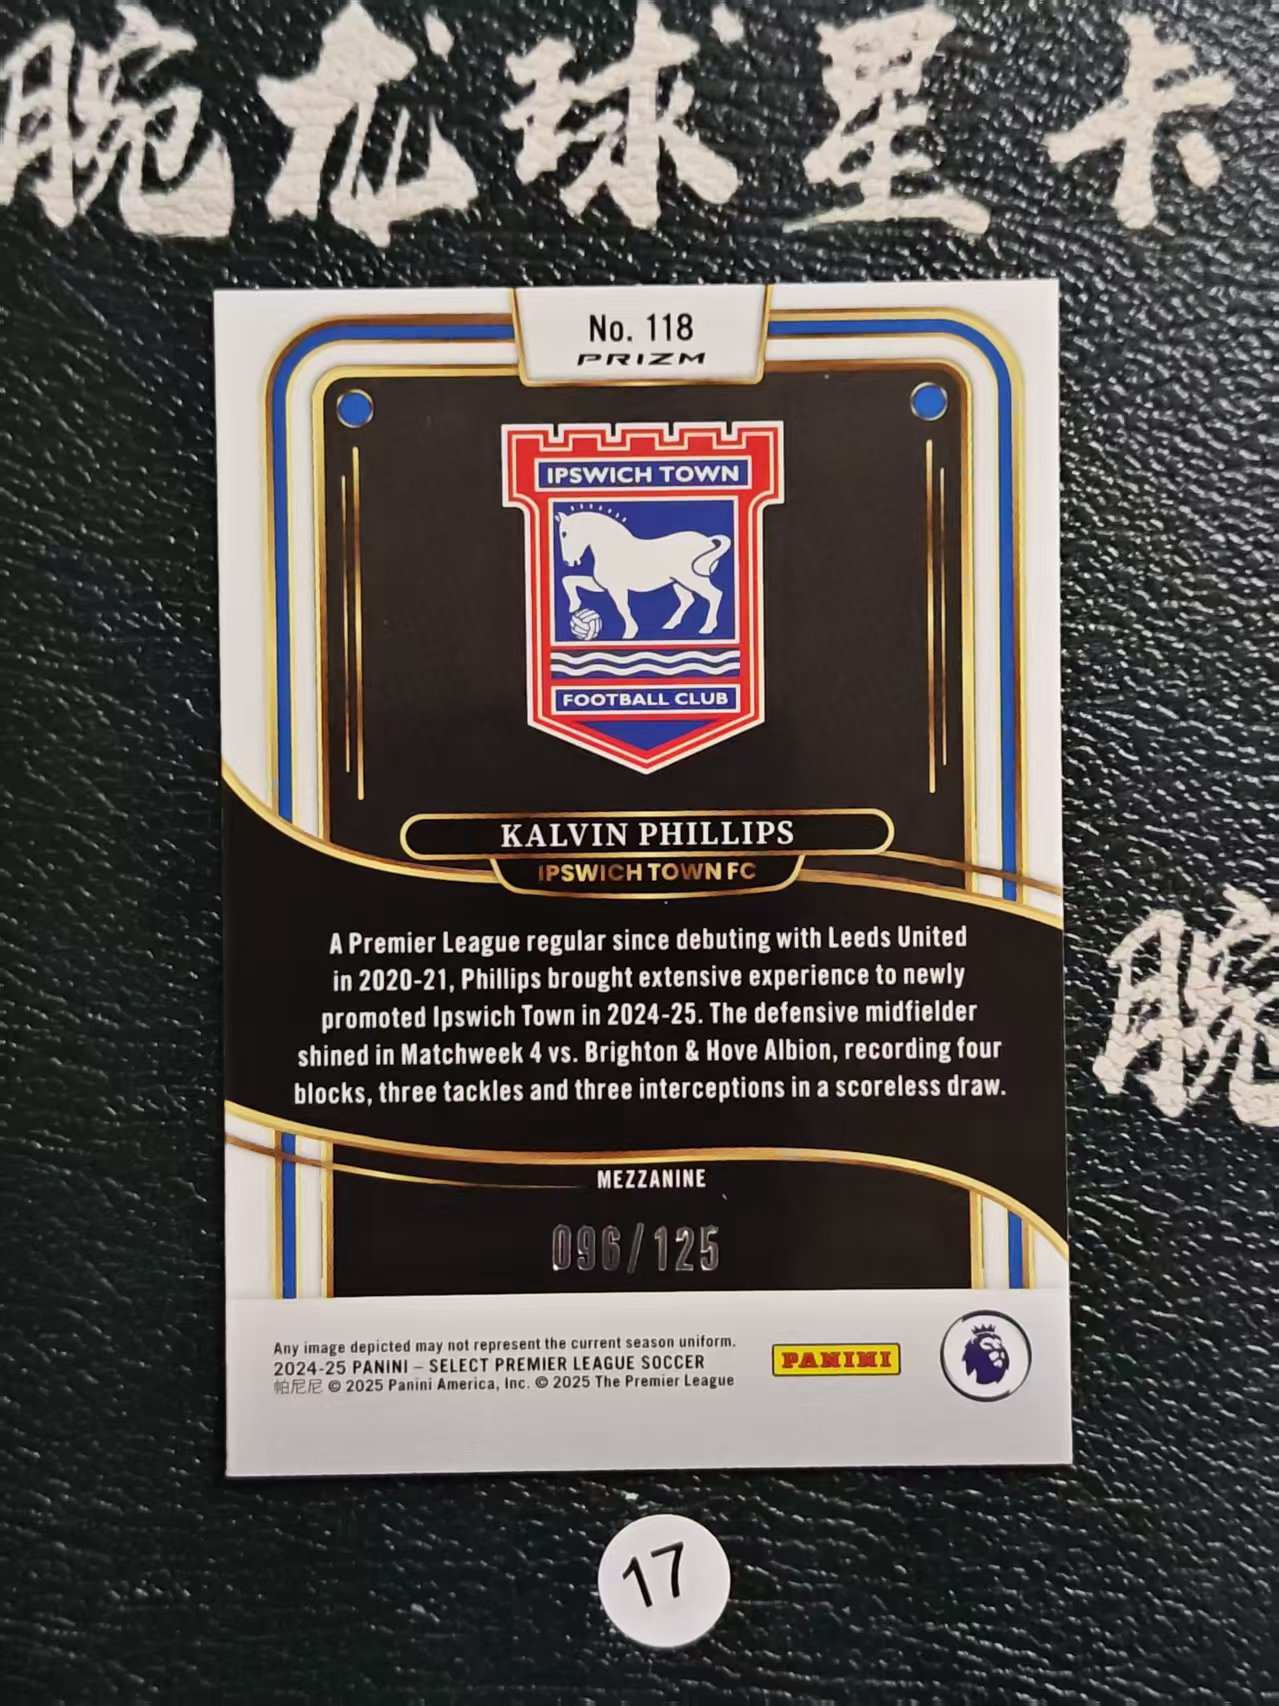 腕儿球星卡
No. 118
PRIZM
IPSWICH TOWN
FOOTBALL CLUB
KALVIN PHILLIPS
IPSWICH TOWN FC
A Premier League regular since debuting with Leeds United
in 2020-21, Phillips brought extensive experience to newly
promoted Ipswich Town in 2024-25. The defensive midfielder
shined in Matchweek 4 vs. Brighton & Hove Albion, recording four
blocks, three tackles and three interceptions in a scoreless draw.
腕
MEZZANINE
096/125
Any image depicted may not represent the current season uniform.
2024-25 PANINI – SELECT PREMIER LEAGUE SOCCER
帕尼尼 © 2025 Panini America, Inc. © 2025 The Premier League
PANINI
17